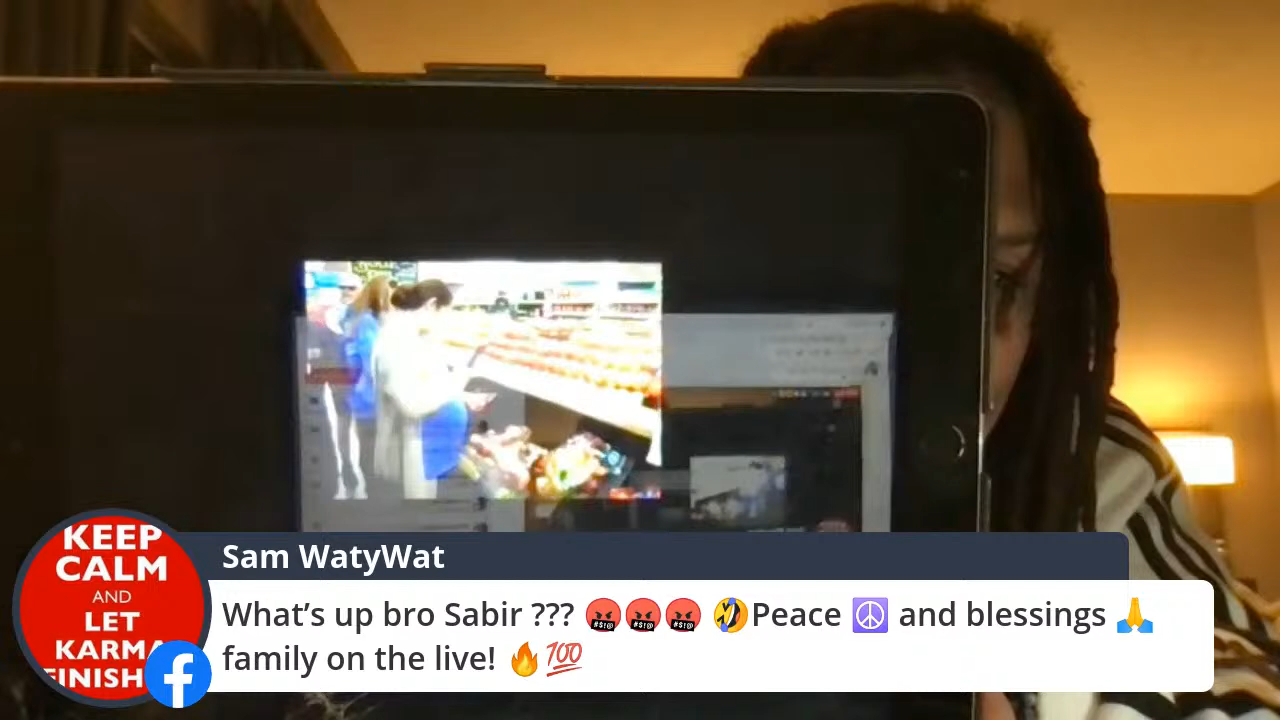 KEEP
CALM
AND
LET
KARMA
FINISH
Sam WatyWat
What's up bro Sabir ??? 🤬🤬🤬 🤣Peace ☮️ and blessings 🙏
family on the live! 🔥💯